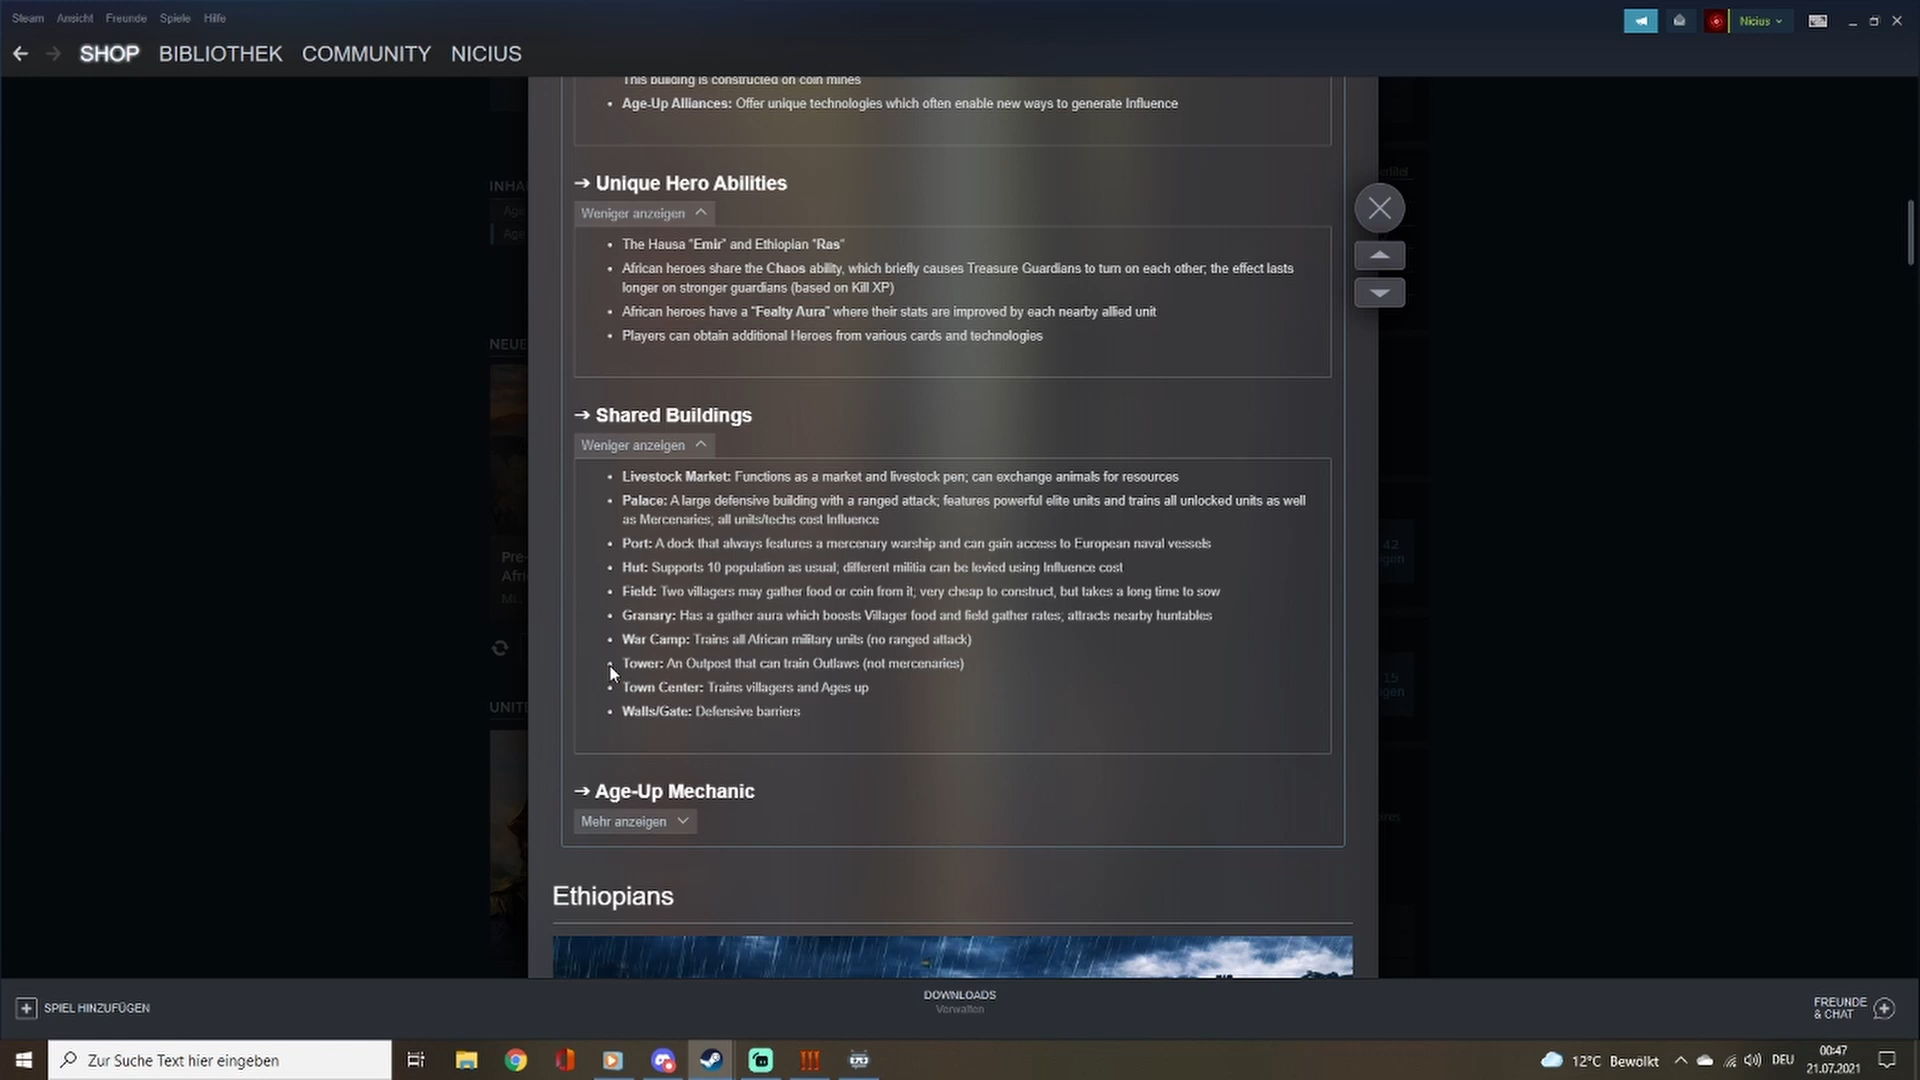 Steam Ansicht Freunde Spiele Hilfe
Nicius
SHOP BIBLIOTHEK COMMUNITY NICIUS
This building is constructed on coin mines
Age-Up Alliances: Offer unique technologies which often enable new ways to generate Influence
➔ Unique Hero Abilities
Weniger anzeigen
The Hausa "Emir" and Ethiopian "Ras"
African heroes share the Chaos ability, which briefly causes Treasure Guardians to turn on each other; the effect lasts
longer on stronger guardians (based on Kill XP)
African heroes have a "Fealty Aura" where their stats are improved by each nearby allied unit
Players can obtain additional Heroes from various cards and technologies
➔ Shared Buildings
Weniger anzeigen
Livestock Market: Functions as a market and livestock pen; can exchange animals for resources
Palace: A large defensive building with a ranged attack; features powerful elite units and trains all unlocked units as well
as Mercenaries; all units/techs cost Influence
Port: A dock that always features a mercenary warship and can gain access to European naval vessels
Hut: Supports 10 population as usual; different militia can be levied using Influence cost
Field: Two villagers may gather food or coin from it; very cheap to construct, but takes a long time to sow
Granary: Has a gather aura which boosts Villager food and field gather rates; attracts nearby huntables
War Camp: Trains all African military units (no ranged attack)
Tower: An Outpost that can train Outlaws (not mercenaries)
Town Center: Trains villagers and Ages up
Walls/Gate: Defensive barriers
➔ Age-Up Mechanic
Mehr anzeigen
Ethiopians
INHA
Age
Age
NEUE
Pre-
Afri
UNITE
42
15
SPIEL HINZUFÜGEN
DOWNLOADS
Verwalten
FREUNDE
& CHAT
Zur Suche Text hier eingeben
12°C Bewölkt
DEU
00:47
21.07.2021